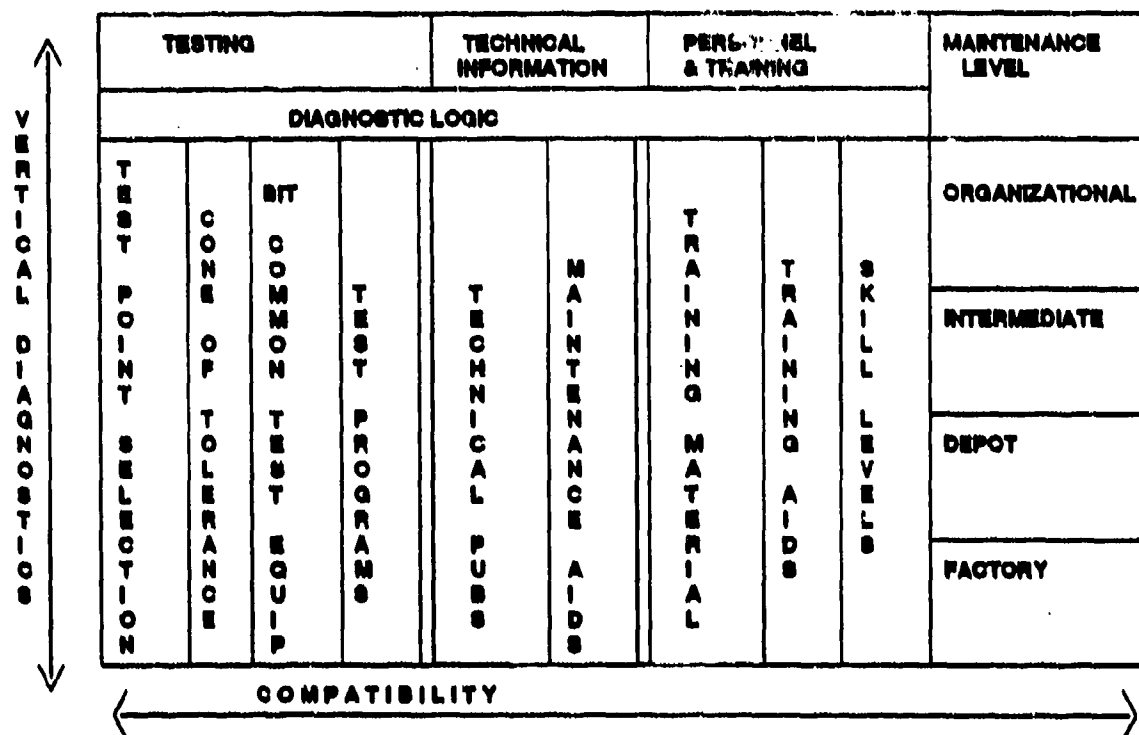 TESTING
TECHNICAL
INFORMATION
PERSONNEL
& TRAINING
MAINTENANCE
LEVEL
DIAGNOSTIC LOGIC
VERTICAL DIAGNOSTICS
TEST POINT SELECTION
CONE OF TOLERANCE
BIT
COMMON TEST EQUIP
TEST PROGRAMS
TECHNICAL PUBS
MAINTENANCE AIDS
TRAINING MATERIAL
TRAINING AIDS
SKILL LEVELS
ORGANIZATIONAL
INTERMEDIATE
DEPOT
FACTORY
COMPATIBILITY